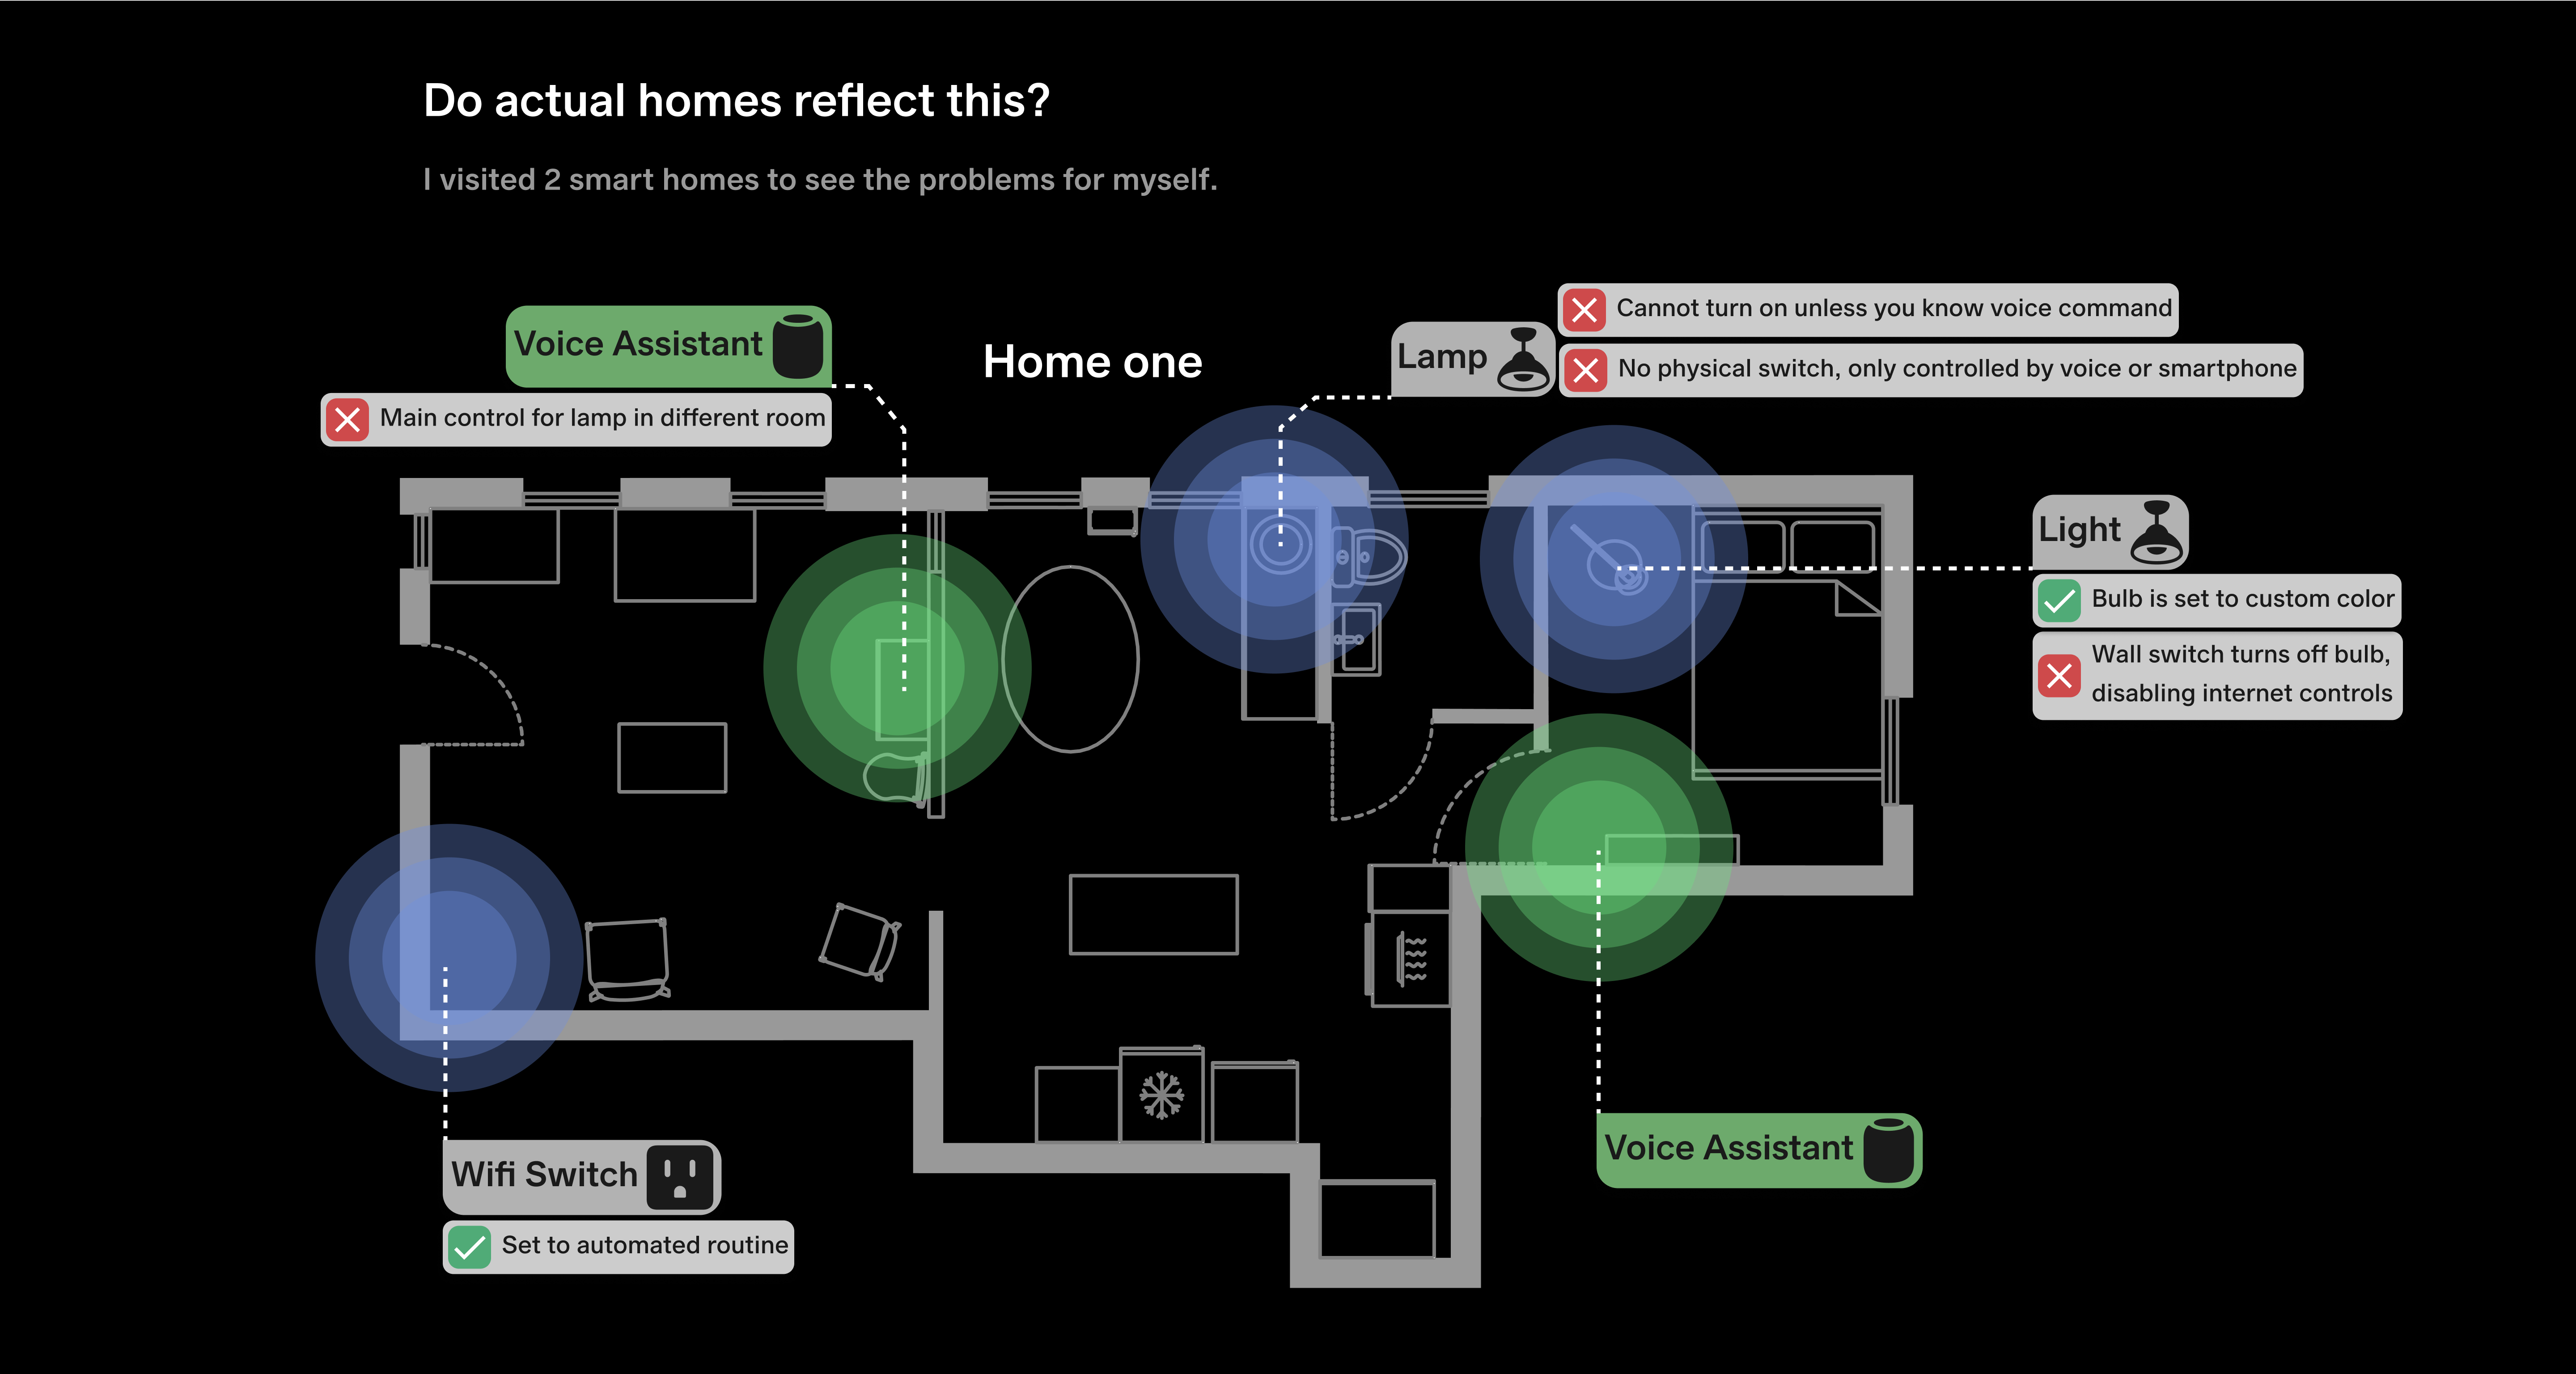 Do actual homes reflect this?
I visited 2 smart homes to see the problems for myself.
Voice Assistant
Main control for lamp in different room
Home one
Lamp
Cannot turn on unless you know voice command
No physical switch, only controlled by voice or smartphone
Light
Bulb is set to custom color
Wall switch turns off bulb,
disabling internet controls
Wifi Switch
Set to automated routine
Voice Assistant